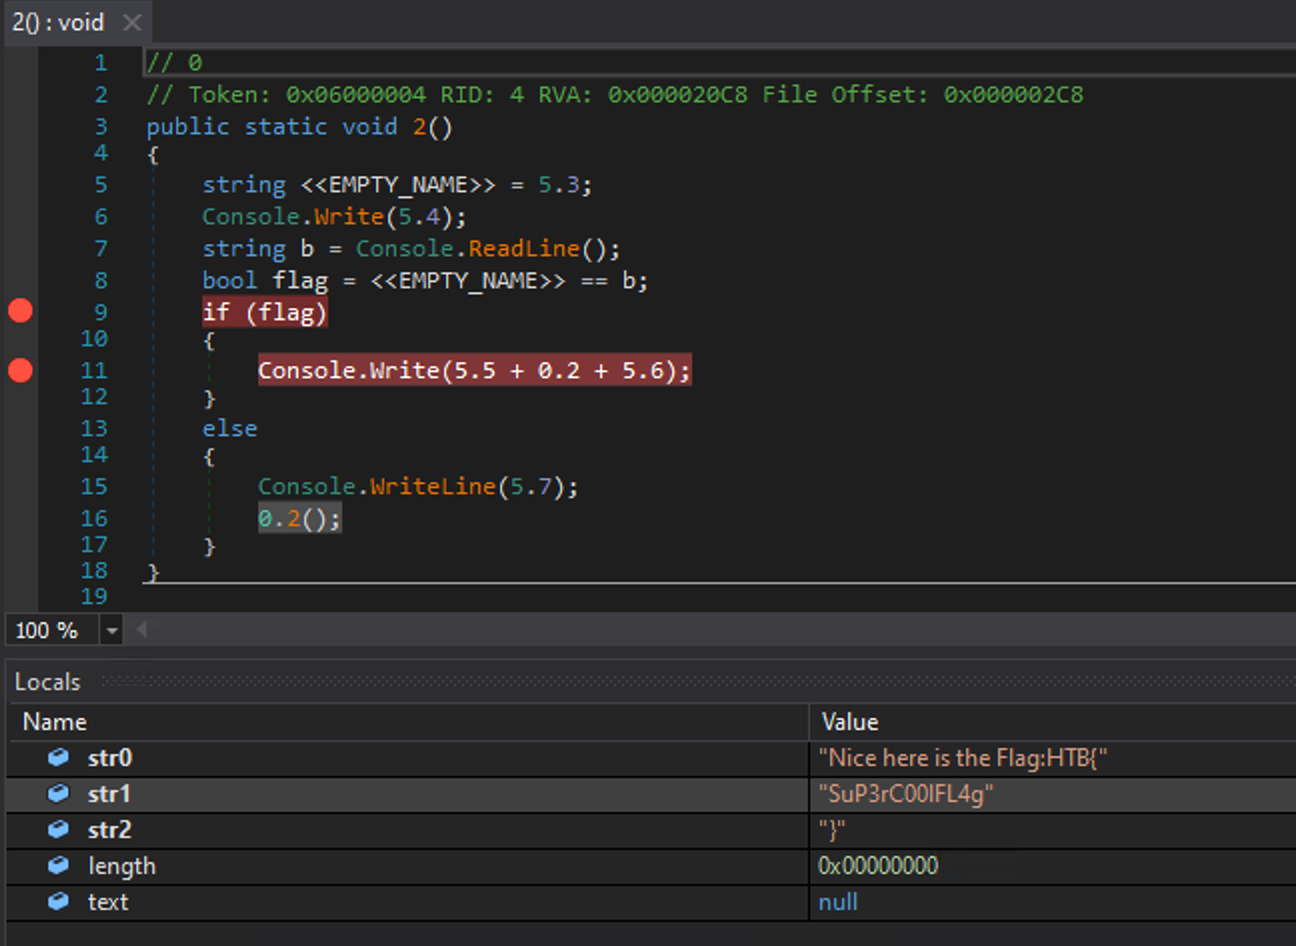 2() : void
1 // 0
2 // Token: 0x06000004 RID: 4 RVA: 0x000020C8 File Offset: 0x000002C8
3 public static void 2()
4 {
5 string <<EMPTY_NAME>> = 5.3;
6 Console.Write(5.4);
7 string b = Console.ReadLine();
8 bool flag = <<EMPTY_NAME>> == b;
9 if (flag)
10 {
11 Console.Write(5.5 + 0.2 + 5.6);
12 }
13 else
14 {
15 Console.WriteLine(5.7);
16 0.2();
17 }
18 }
19
100 %
Locals
Name Value
str0 "Nice here is the Flag:HTB{"
str1 "SuP3rC00lFL4g"
str2 "}"
length 0x00000000
text null